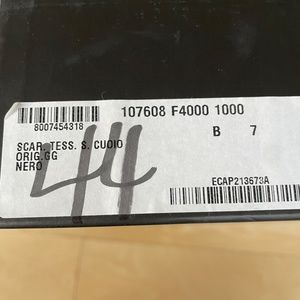 107608 F4000 1000
8007454318
B 7
SCAR. TESS. S. CUOIO
ORIG.GG
NERO
44
ECAP213673A